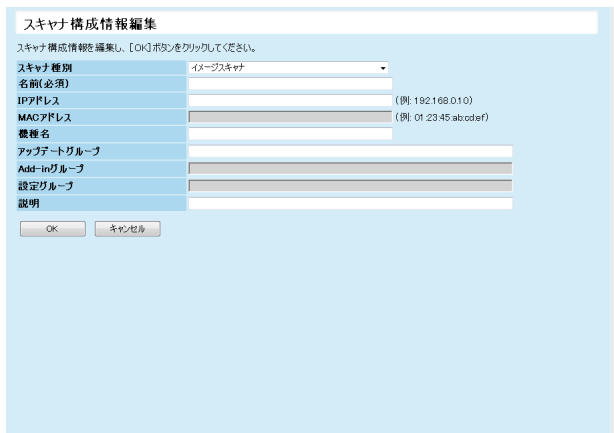 スキャナ構成情報編集
スキャナ構成情報を編集し、[OK]ボタンをクリックしてください。
スキャナ種別 イメージスキャナ
名前(必須)
IPアドレス (例: 192.168.0.10)
MACアドレス (例: 01:23:45:ab:cd:ef)
機種名
アップデートグループ
Add-inグループ
設定グループ
説明
OK キャンセル